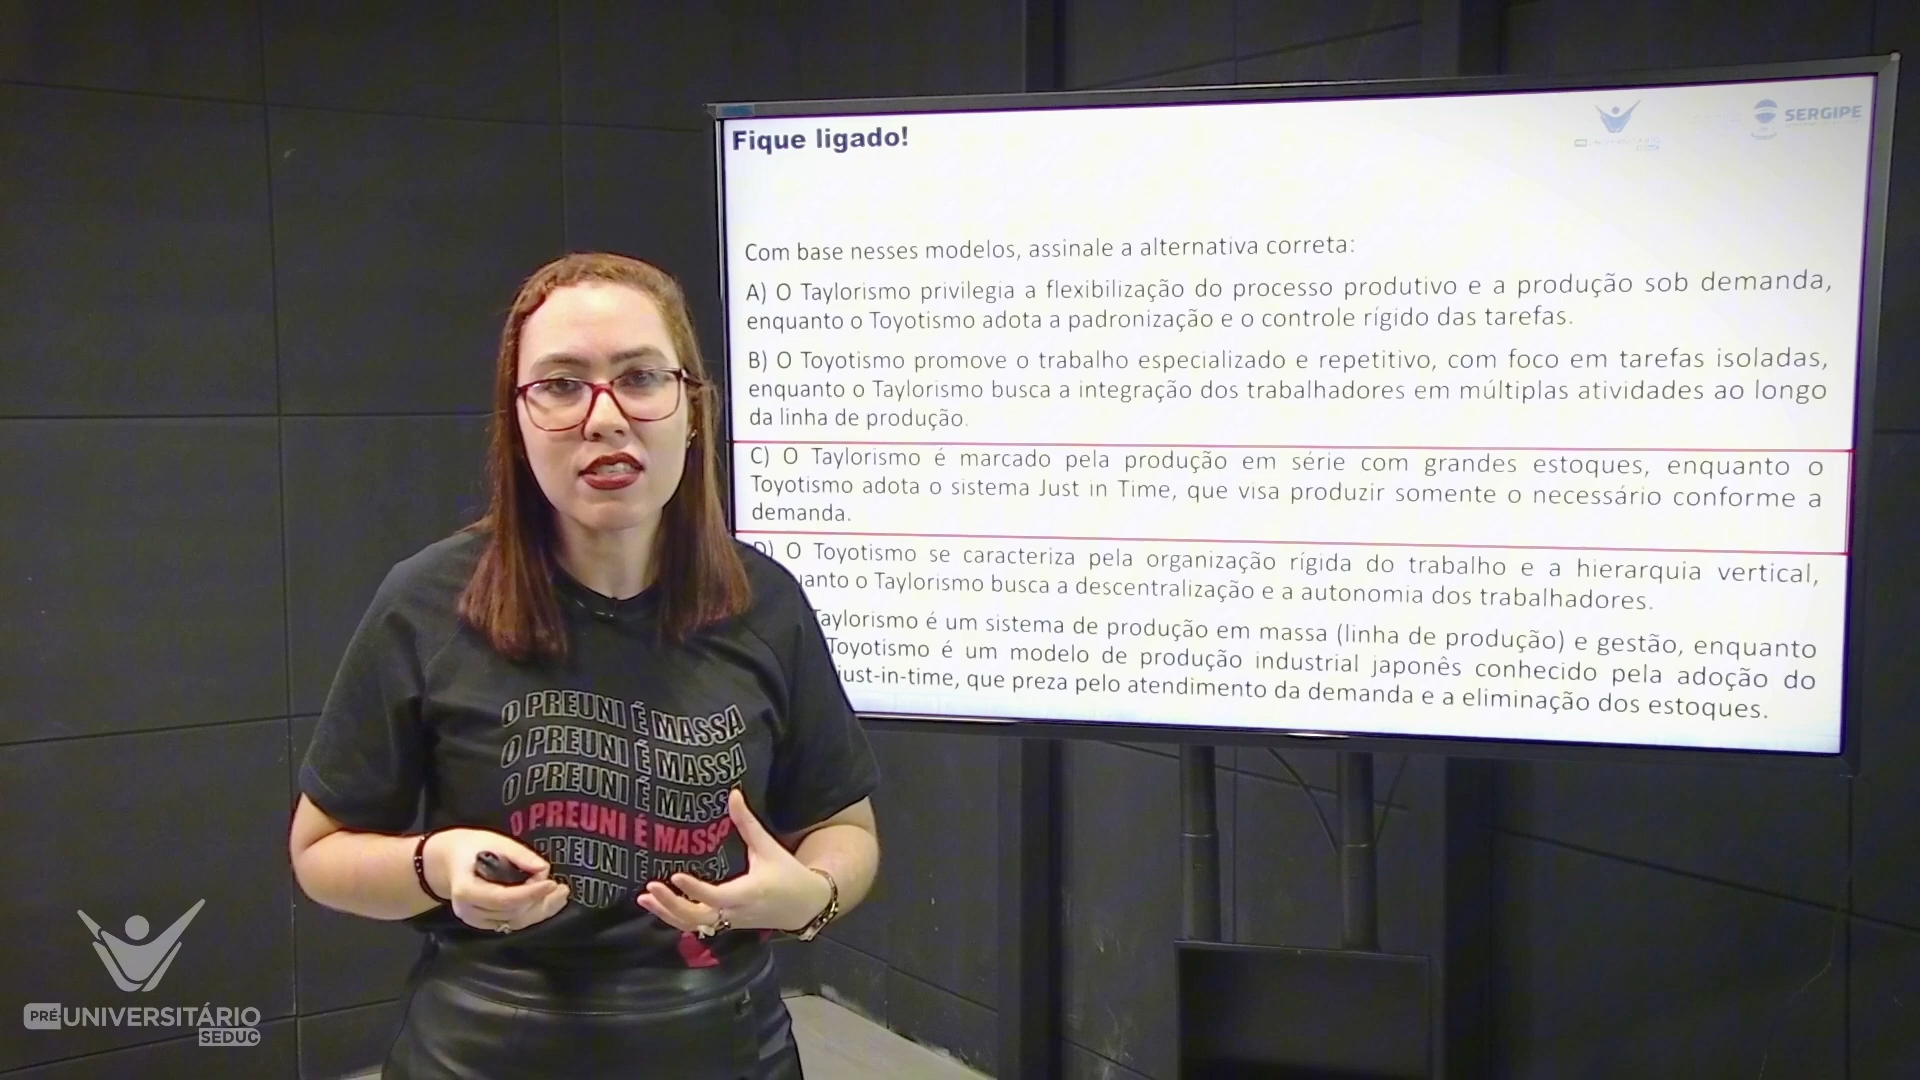 Fique ligado!
SERGIPE
Com base nesses modelos, assinale a alternativa correta:
A) O Taylorismo privilegia a flexibilização do processo produtivo e a produção sob demanda,
enquanto o Toyotismo adota a padronização e o controle rígido das tarefas.
B) O Toyotismo promove o trabalho especializado e repetitivo, com foco em tarefas isoladas,
enquanto o Taylorismo busca a integração dos trabalhadores em múltiplas atividades ao longo
da linha de produção.
C) O Taylorismo é marcado pela produção em série com grandes estoques, enquanto o
Toyotismo adota o sistema Just in Time, que visa produzir somente o necessário conforme a
demanda.
D) O Toyotismo se caracteriza pela organização rígida do trabalho e a hierarquia vertical,
o Taylorismo busca a descentralização e a autonomia dos trabalhadores.
Taylorismo é um sistema de produção em massa (linha de produção) e gestão, enquanto
Toyotismo é um modelo de produção industrial japonês conhecido pela adoção do
just-in-time, que preza pelo atendimento da demanda e a eliminação dos estoques.
O PREUNI É MASSA
O PREUNI É MASSA
O PREUNI É MASSA
O PREUNI É MASSA
PREUNI É MASSA
PRÉ-UNIVERSITÁRIO
SEDUC